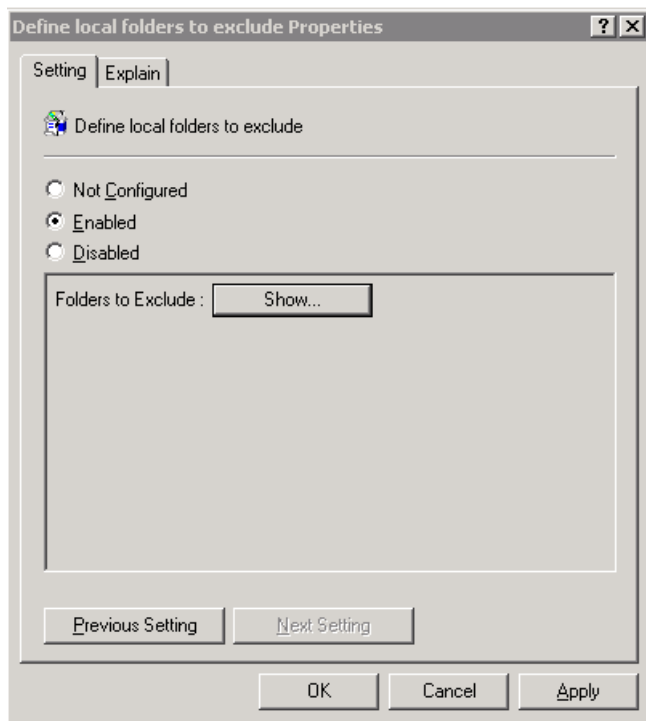 Define local folders to exclude Properties
Setting
Explain
Define local folders to exclude
Not Configured
Enabled
Disabled
Folders to Exclude : Show...
Previous Setting
Next Setting
OK
Cancel
Apply